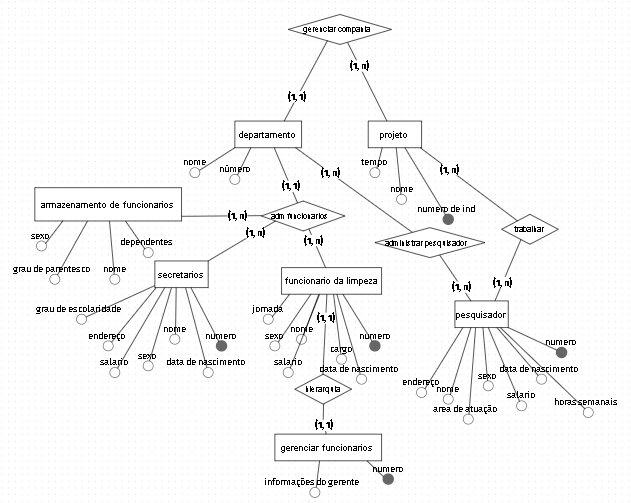 gerenciar companhia
(1, n)
(1, 1)
departamento
projeto
nome
número
(1, 1)
(1, n)
tempo
nome
(1, n)
numero de ind
armazenamento de funcionarios
(1, n)
adm funcionarios
(1, n)
(1, n)
administrar pesquisador
trabalhar
sexo
grau de parentesco
nome
dependentes
secretarios
funcionario da limpeza
(1, n)
(1, n)
pesquisador
grau de escolaridade
endereço
salario
sexo
nome
data de nascimento
numero
jornada
sexo
nome
salario
(1, 1)
cargo
numero
data de nascimento
hierarquia
(1, 1)
gerenciar funcionarios
informações do gerente
numero
endereço
nome
area de atuação
sexo
salario
data de nascimento
numero
horas semanais